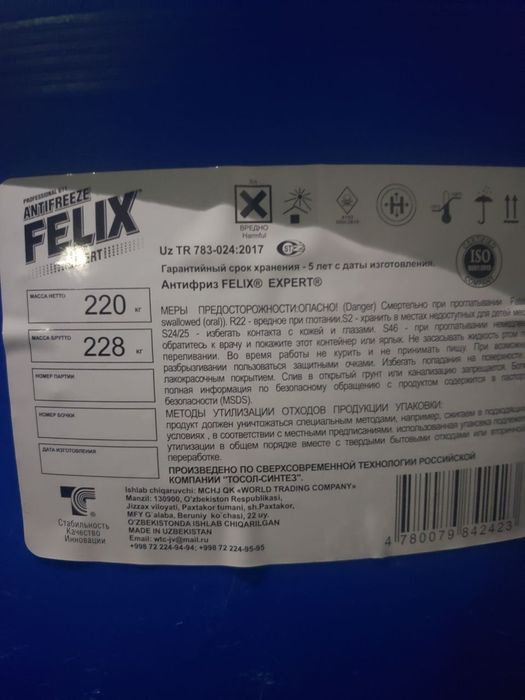 PROFESSIONAL USE
ANTIFREEZE
FELIX
EXPERT
Xn
ВРЕДНО
Harmful
Uz TR 783-024:2017
ISO
Гарантийный срок хранения - 5 лет с даты изготовления.
Антифриз FELIX® EXPERT®
МАССА НЕТТО 220 кг
МАССА БРУТТО 228 кг
НОМЕР ПАРТИИ
НОМЕР БОЧКИ
ДАТА ИЗГОТОВЛЕНИЯ
МЕРЫ ПРЕДОСТОРОЖНОСТИ:ОПАСНО! (Danger) Смертельно при проглатывании.
swallowed (oral)). R22 - вредное при глотании.S2 - хранить в местах недоступных для детей
S24/25 - избегать контакта с кожей и глазами. S46 - при проглатывании
обратитесь к врачу и покажите этот контейнер или ярлык. Не засасывать жидкость ртом
переливании. Во время работы не курить и не принимать пищу. При
разбрызгивании пользоваться защитными очками. Избегать попадания на поверхности
лакокрасочным покрытием. Слив в открытый грунт или канализацию запрещается.
полная информация по безопасному обращению с продуктом содержится в
безопасности (MSDS).
МЕТОДЫ УТИЛИЗАЦИИ ОТХОДОВ ПРОДУКЦИИ УПАКОВКИ:
продукт должен уничтожаться специальным методами, например, сжигаем в
условиях , в соответствии с местными предписаниями, использованная упаковка
утилизации в общем порядке вместе с твердыми бытовыми отходами или
переработке.
ПРОИЗВЕДЕНО ПО СВЕРХСОВРЕМЕННОЙ ТЕХНОЛОГИИ РОССИЙСКОЙ
КОМПАНИИ "ТОСОЛ-СИНТЕЗ".
Стабильность
Качество
Инновации
Ishlab chiqaruvchi: MCHJ QK «WORLD TRADING COMPANY»
Manzil: 130900, O'zbekiston Respublikasi,
Jizzax viloyati, Paxtakor tumani, sh.Paxtakor,
MFY G'alaba. Beruniy ko'chasi, 22 uy.
O'ZBEKISTONDA ISHLAB CHIQARILGAN
MADE IN UZBEKISTAN
Email: wtc-jv@mail.ru
+998 72 224-94-94; +998 72 224-95-95
4 780079 842423